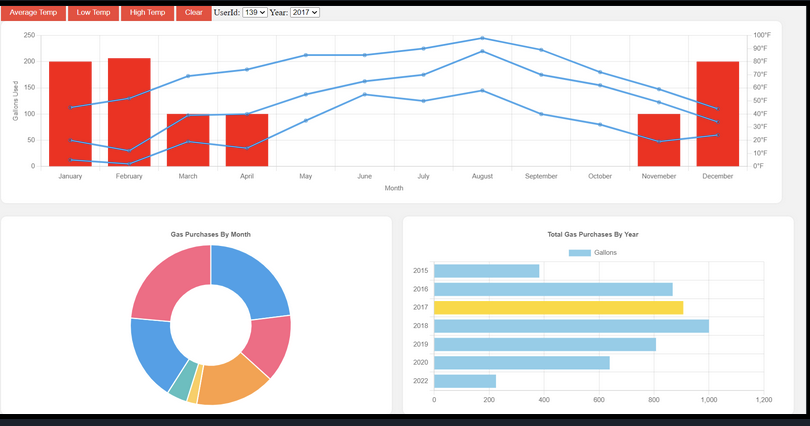 Average Temp Low Temp High Temp Clear UserId: 139 Year: 2017
250 100°F
90°F
200 80°F
70°F
150 60°F
50°F
100 40°F
30°F
50 20°F
10°F
0 0°F
Gallons Used
January February March April May June July August September October Novemeber December
Month
Gas Purchases By Month
Total Gas Purchases By Year
Gallons
2015
2016
2017
2018
2019
2020
2022
0 200 400 600 800 1,000 1,200